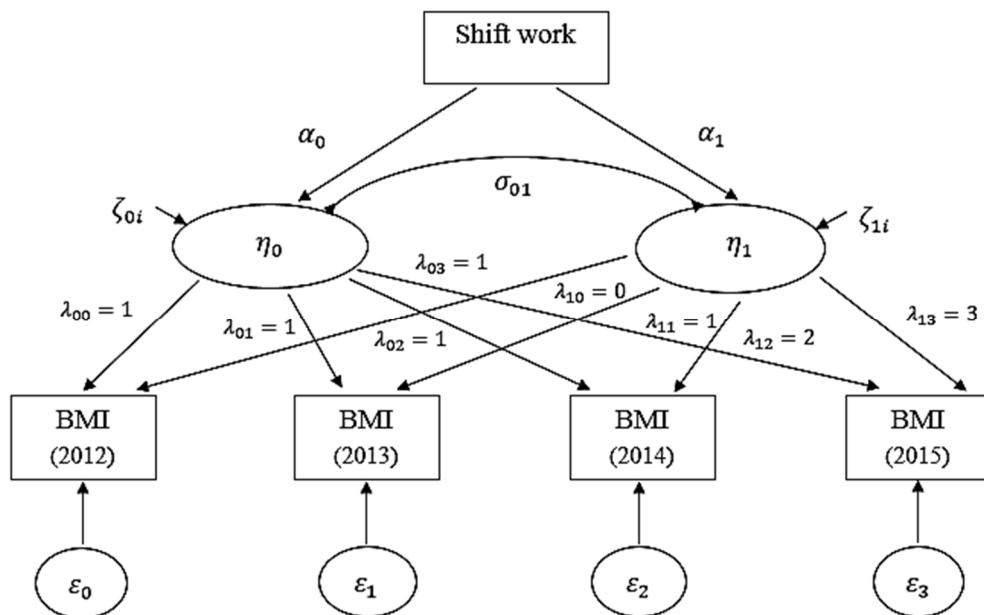 Shift work
α₀
α₁
σ₀₁
ζ₀ᵢ
ζ₁ᵢ
η₀
η₁
λ₀₃ = 1
λ₁₀ = 0
λ₀₀ = 1
λ₀₁ = 1
λ₀₂ = 1
λ₁₁ = 1
λ₁₂ = 2
λ₁₃ = 3
BMI
(2012)
BMI
(2013)
BMI
(2014)
BMI
(2015)
ε₀
ε₁
ε₂
ε₃